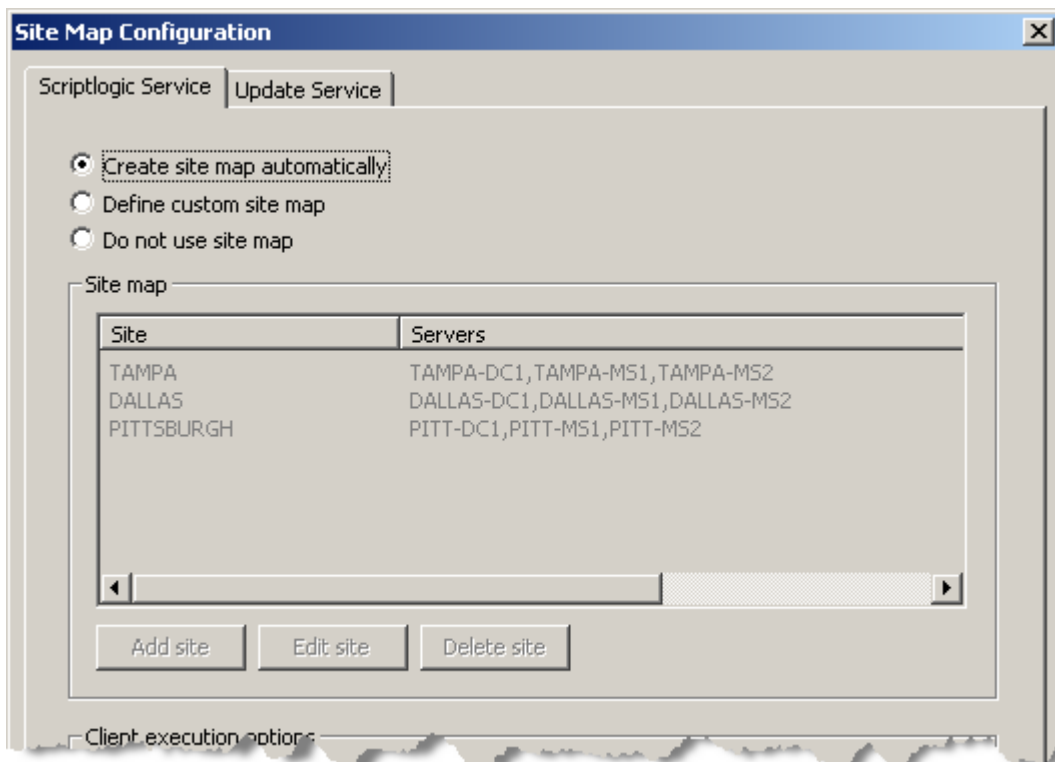 Site Map Configuration
Scriptlogic Service Update Service
Create site map automatically
Define custom site map
Do not use site map
Site map
Site Servers
TAMPA TAMPA-DC1,TAMPA-MS1,TAMPA-MS2
DALLAS DALLAS-DC1,DALLAS-MS1,DALLAS-MS2
PITTSBURGH PITT-DC1,PITT-MS1,PITT-MS2
Add site Edit site Delete site
Client execution options